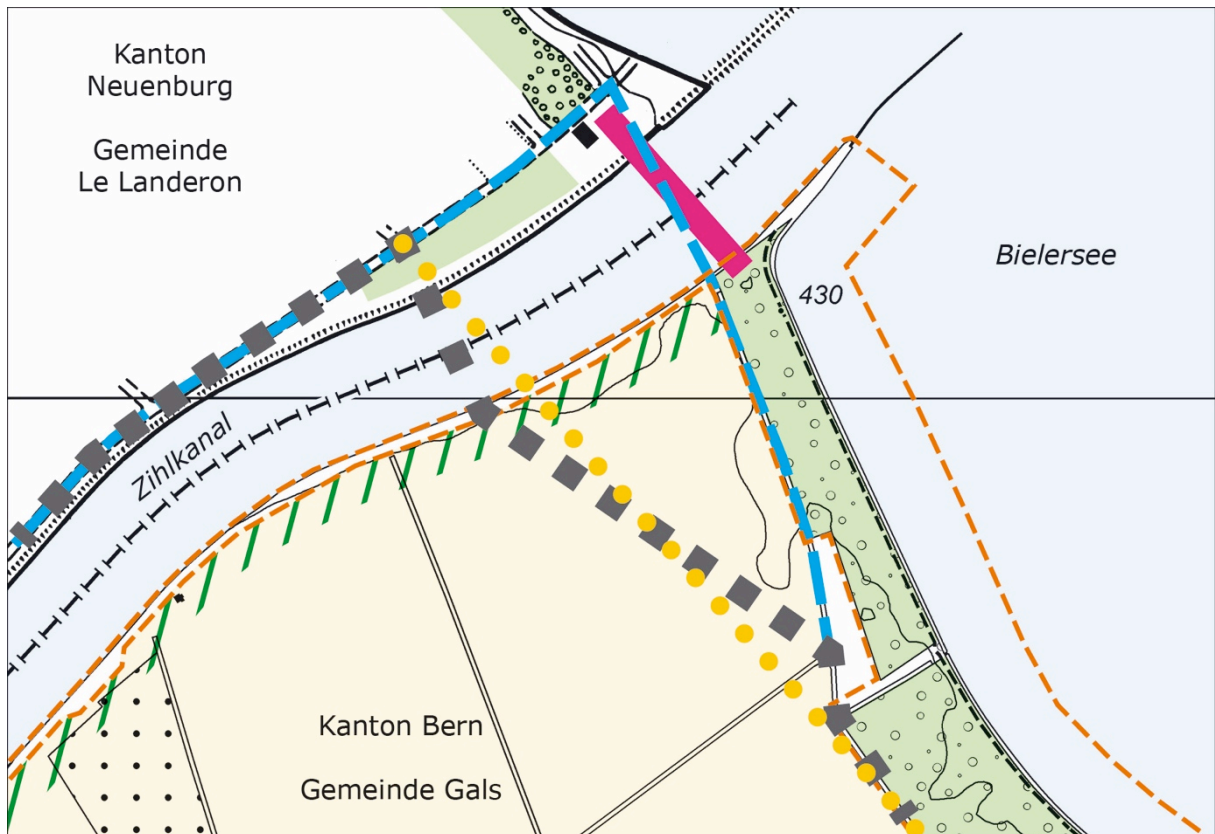 Kanton
Neuenburg
Gemeinde
Le Landeron
Bielersee
430
Zihlkanal
Kanton Bern
Gemeinde Gals